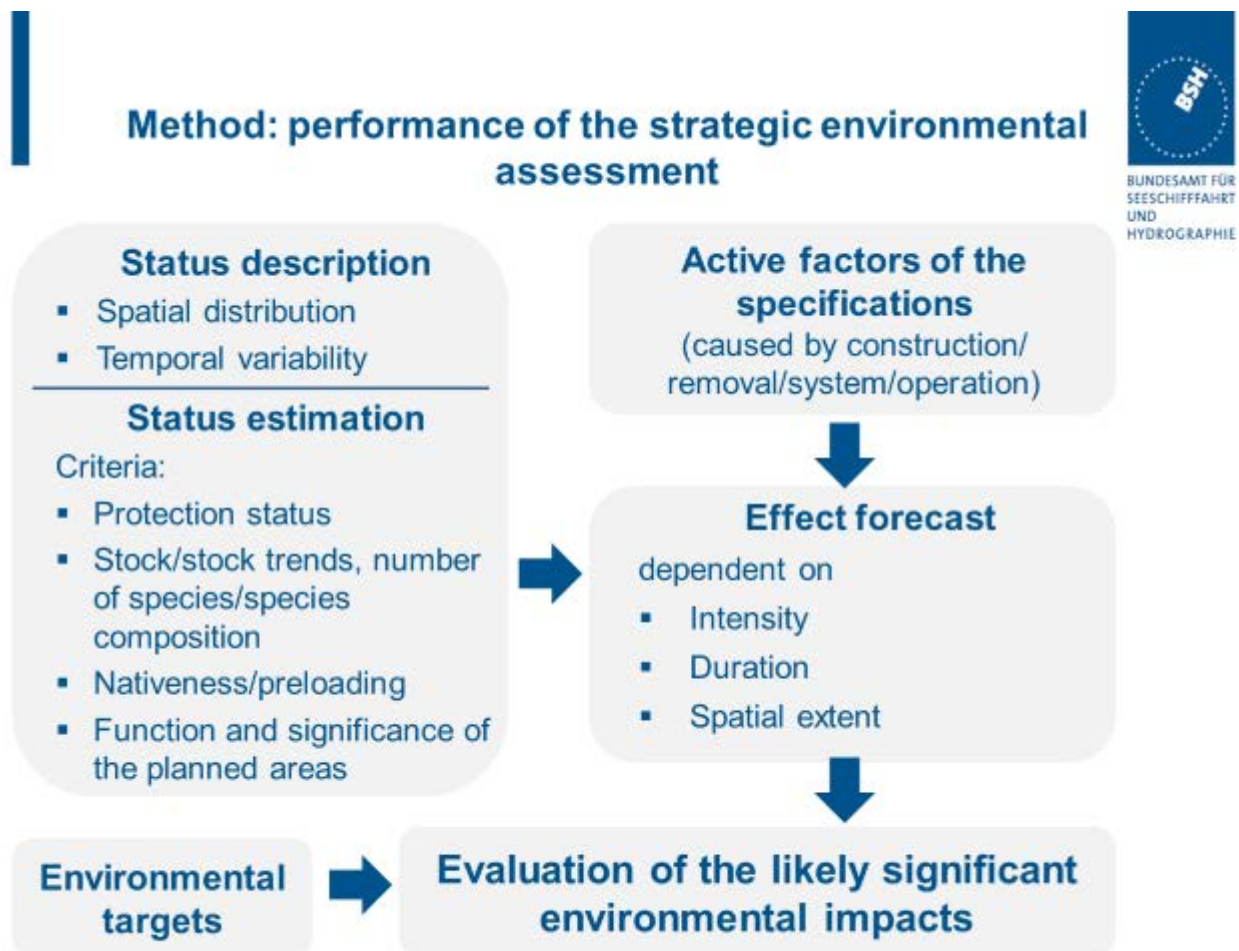 Method: performance of the strategic environmental
assessment
BSH
BUNDESAMT FÜR
SEESCHIFFFAHRT
UND
HYDROGRAPHIE
Status description
▪ Spatial distribution
▪ Temporal variability
Status estimation
Criteria:
▪ Protection status
▪ Stock/stock trends, number
of species/species
composition
▪ Nativeness/preloading
▪ Function and significance of
the planned areas
Active factors of the
specifications
(caused by construction/
removal/system/operation)
Effect forecast
dependent on
▪ Intensity
▪ Duration
▪ Spatial extent
Environmental
targets
Evaluation of the likely significant
environmental impacts